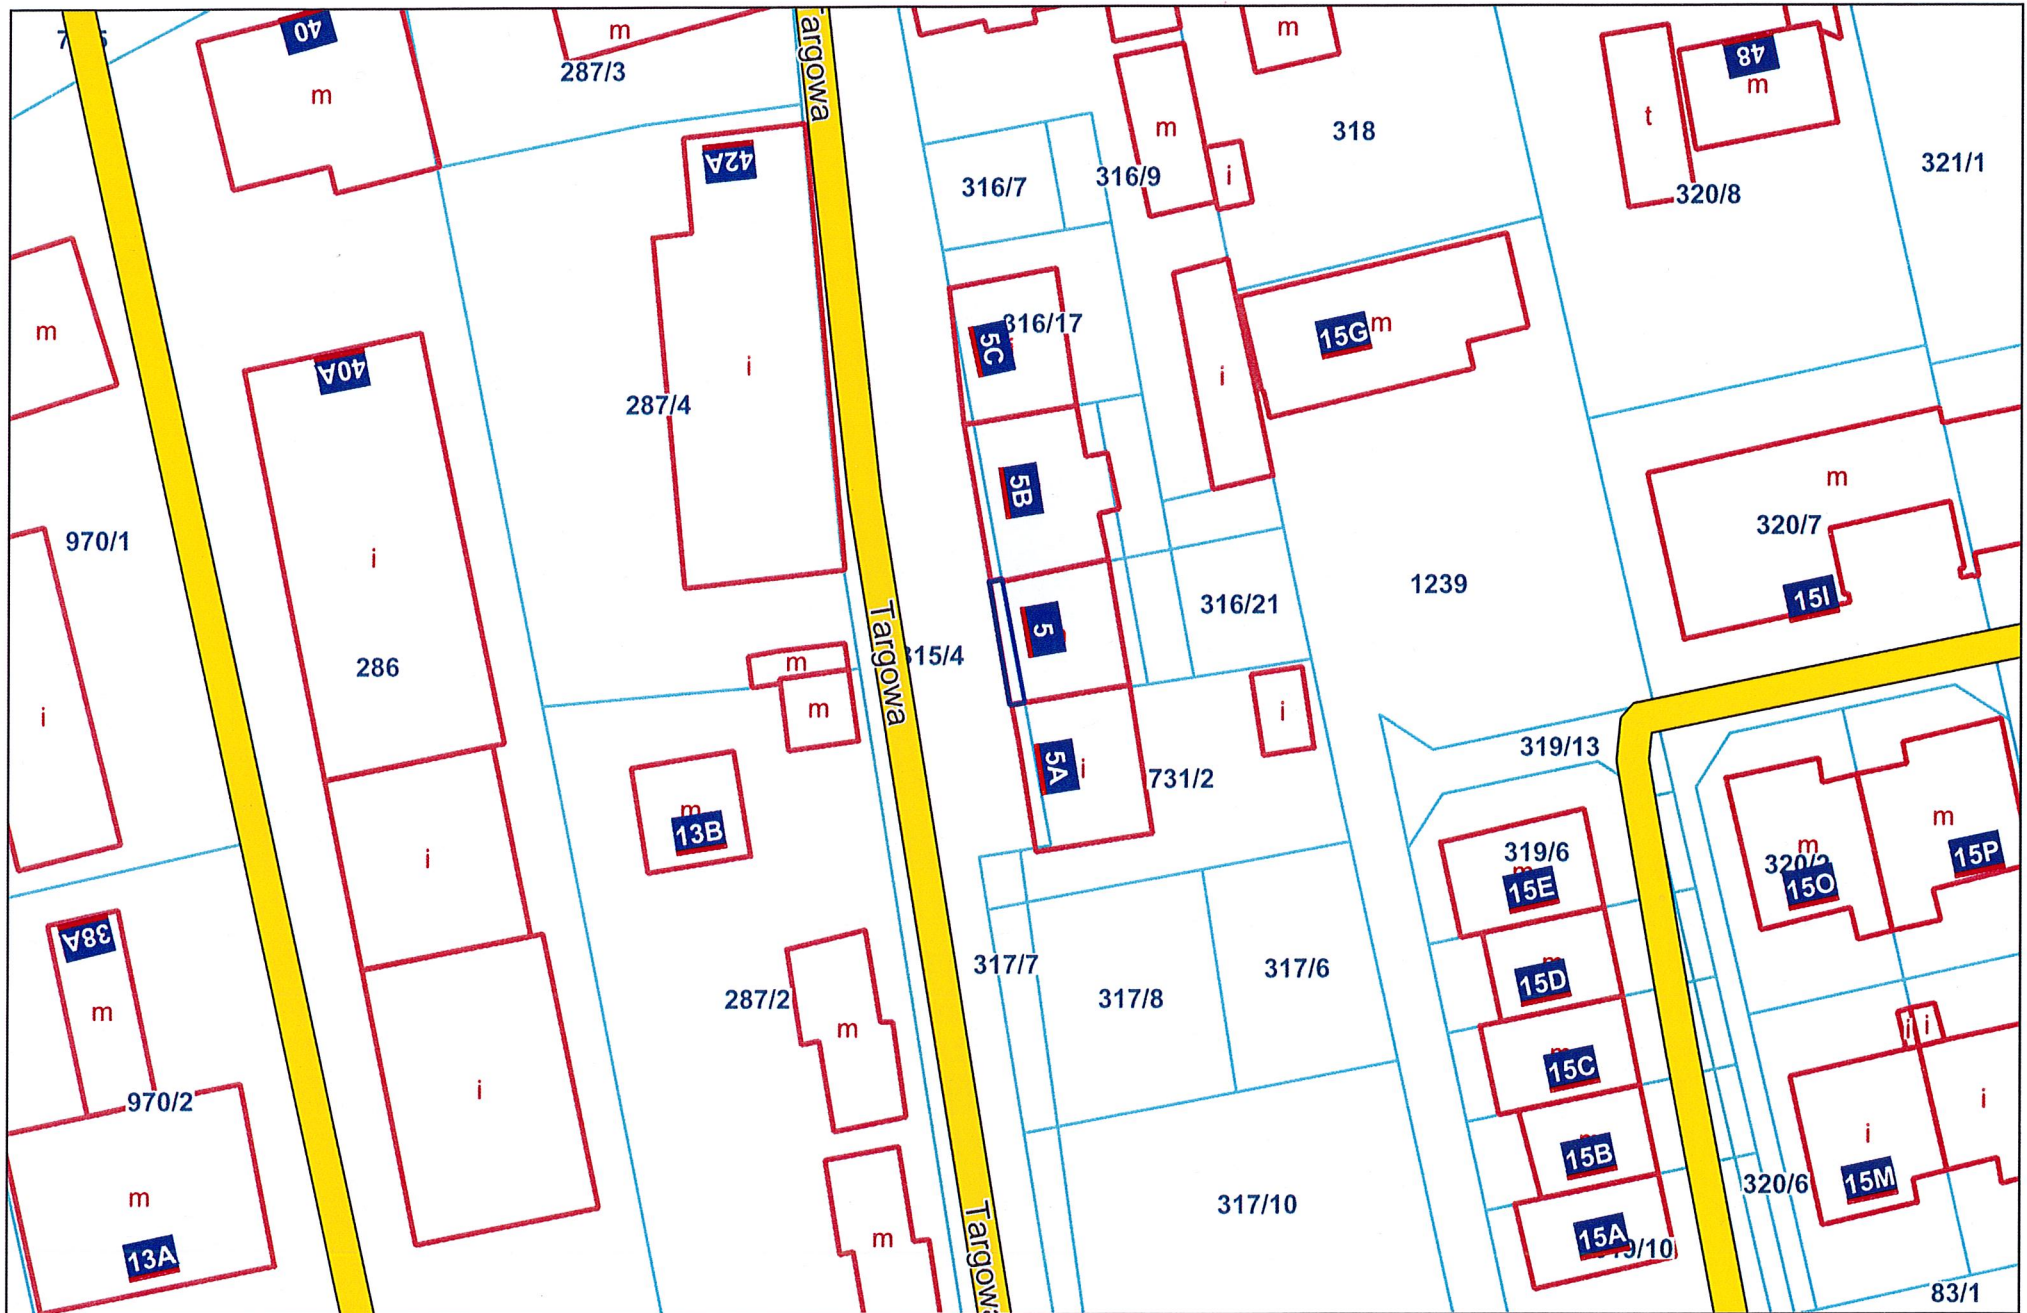 40
m
m
287/3
Targowa
m
318
48
m
t
321/1
42A
m
316/7
316/9
i
320/8
m
40A
i
287/4
316/17
5C
15G
m
i
m
320/7
5B
970/1
i
286
1239
316/21
15I
5
Targowa
315/4
m
m
i
i
5A
i
731/2
319/13
m
13B
i
319/6
15E
m
320/2
15O
m
15P
38A
m
287/2
m
317/7
317/8
317/6
15D
i
i
15C
970/2
i
m
13A
m
Targowa
317/10
15B
15A
319/10
320/6
i
15M
i
83/1